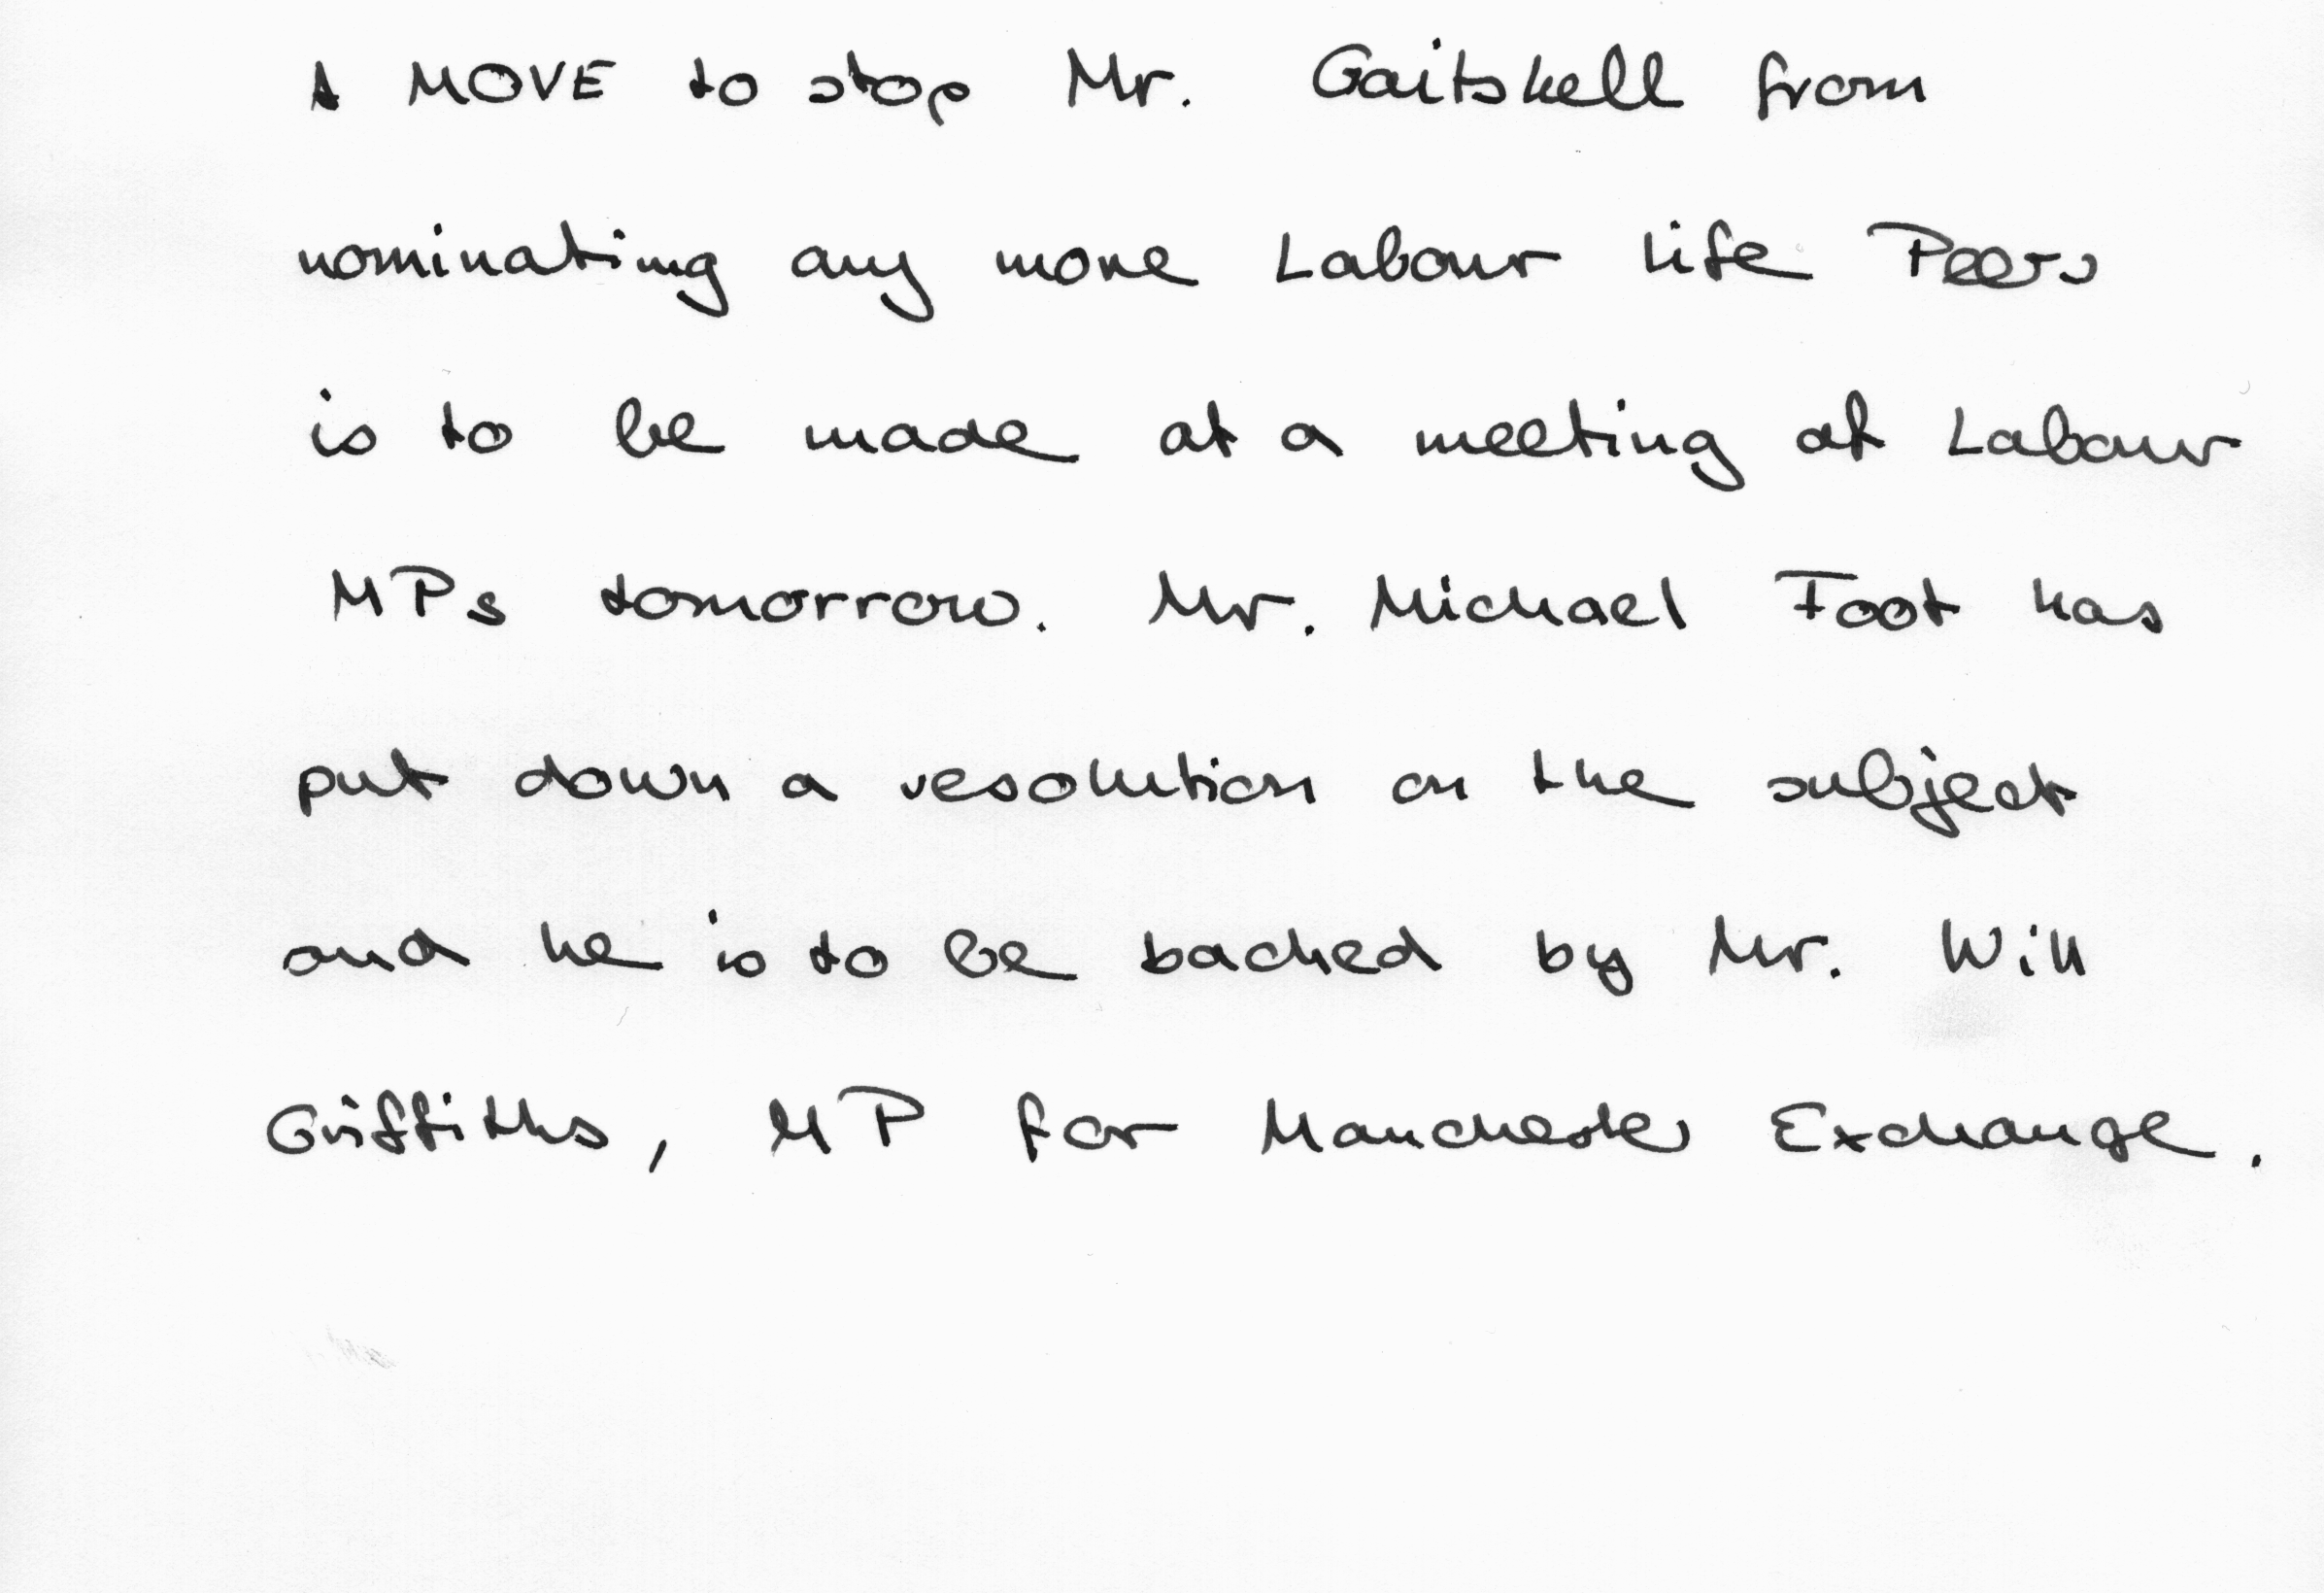 A MOVE to stop Mr. Gaitskell from
nominating any more Labour life Peers
is to be made at a meeting of Labour
MPs tomorrow. Mr. Michael Foot has
put down a resolution on the subject
and he is to be backed by Mr. Will
Griffiths, MP for Manchester Exchange.